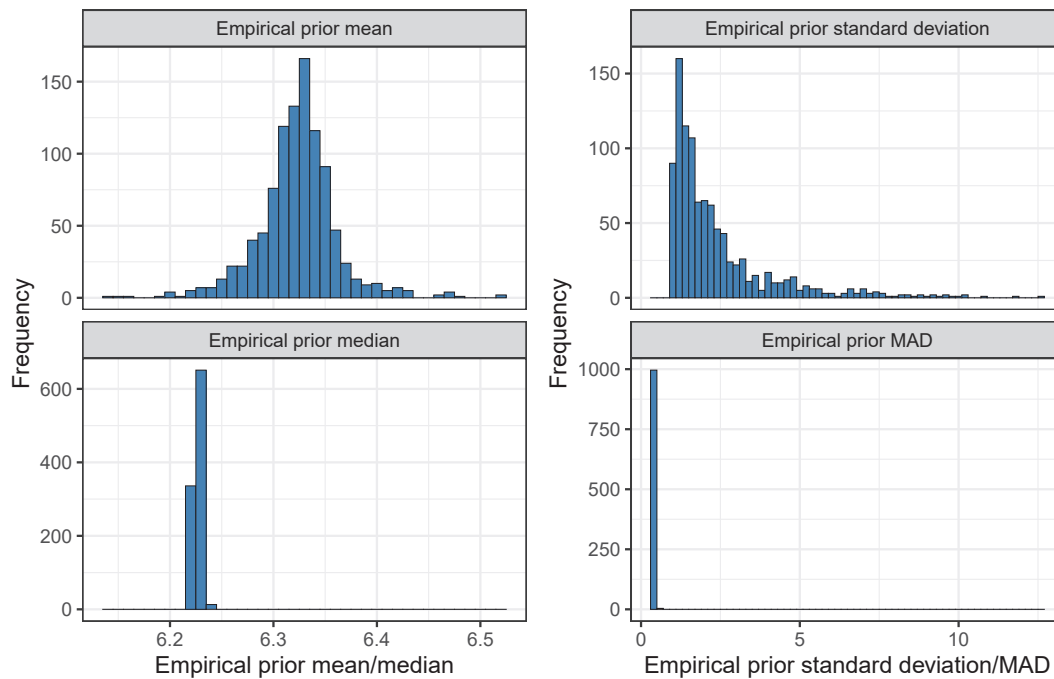 Empirical prior mean
Empirical prior standard deviation
150
100
50
0
150
100
50
0
Frequency
Frequency
Empirical prior median
Empirical prior MAD
600
400
200
0
1000
750
500
250
0
6.2 6.3 6.4 6.5
0 5 10
Empirical prior mean/median
Empirical prior standard deviation/MAD